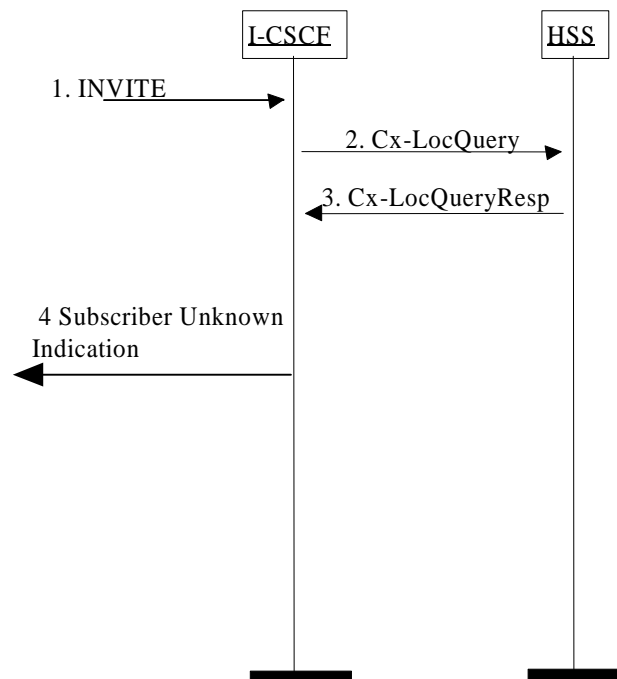 I-CSCF
HSS
1. INVITE
2. Cx-LocQuery
3. Cx-LocQueryResp
4 Subscriber Unknown
Indication